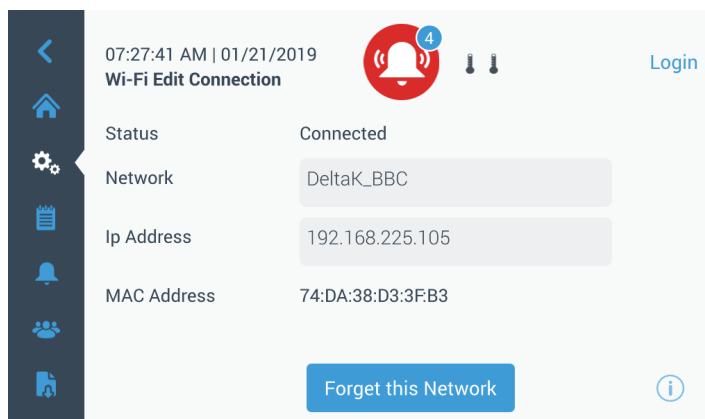 07:27:41 AM | 01/21/2019
4
Login
Wi-Fi Edit Connection
Status Connected
Network DeltaK_BBC
Ip Address 192.168.225.105
MAC Address 74:DA:38:D3:3F:B3
Forget this Network
i